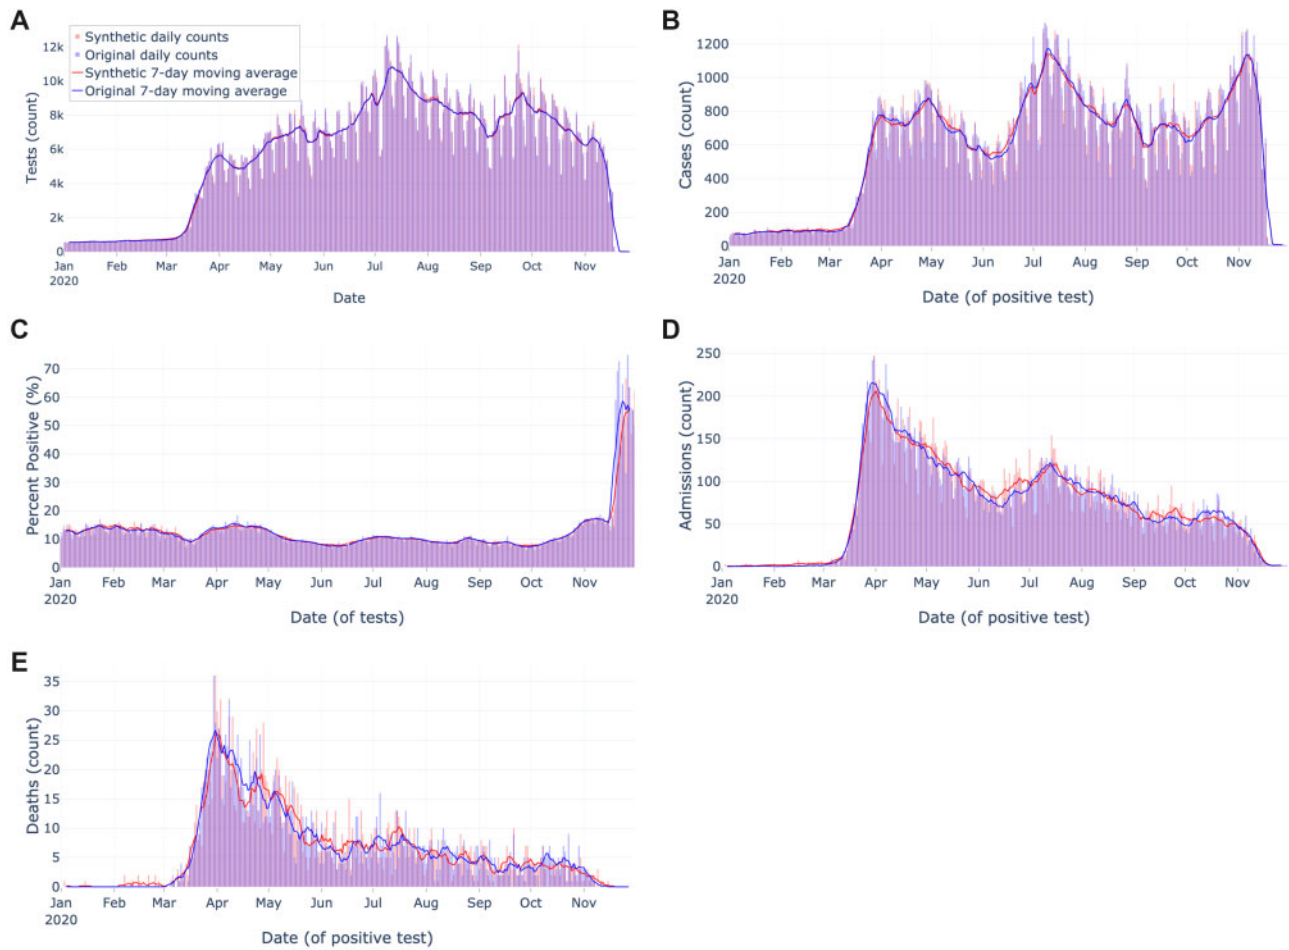 A
Synthetic daily counts
Original daily counts
Synthetic 7-day moving average
Original 7-day moving average
12k
10k
8k
6k
4k
2k
0
Tests (count)
Jan Feb Mar Apr May Jun Jul Aug Sep Oct Nov
2020
Date
B
1200
1000
800
600
400
200
0
Cases (count)
Jan Feb Mar Apr May Jun Jul Aug Sep Oct Nov
2020
Date (of positive test)
C
70
60
50
40
30
20
10
0
Percent Positive (%)
Jan Feb Mar Apr May Jun Jul Aug Sep Oct Nov
2020
Date (of tests)
D
250
200
150
100
50
0
Admissions (count)
Jan Feb Mar Apr May Jun Jul Aug Sep Oct Nov
2020
Date (of positive test)
E
35
30
25
20
15
10
5
0
Deaths (count)
Jan Feb Mar Apr May Jun Jul Aug Sep Oct Nov
2020
Date (of positive test)